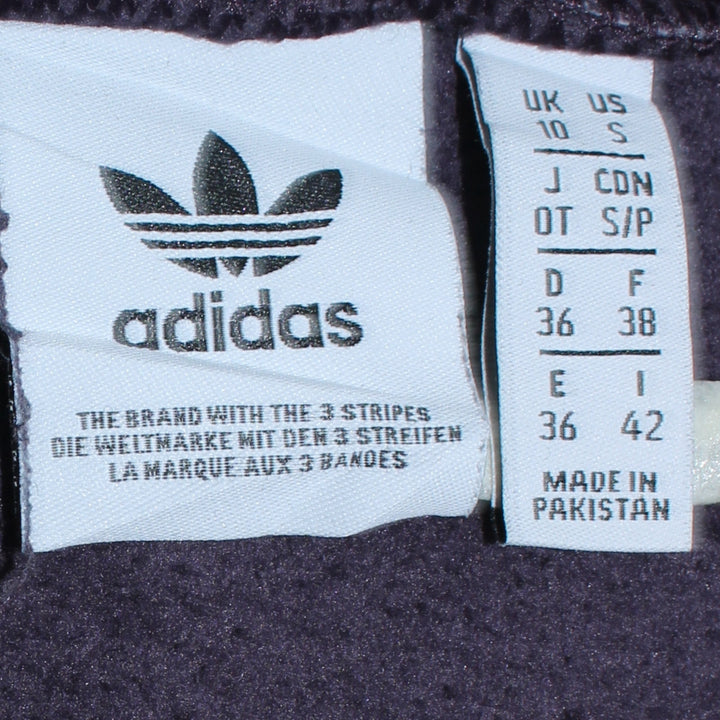 adidas
THE BRAND WITH THE 3 STRIPES
DIE WELTMARKE MIT DEN 3 STREIFEN
LA MARQUE AUX 3 BANDES
UK US
10 S
J CDN
OT S/P
D F
36 38
E I
36 42
MADE IN
PAKISTAN